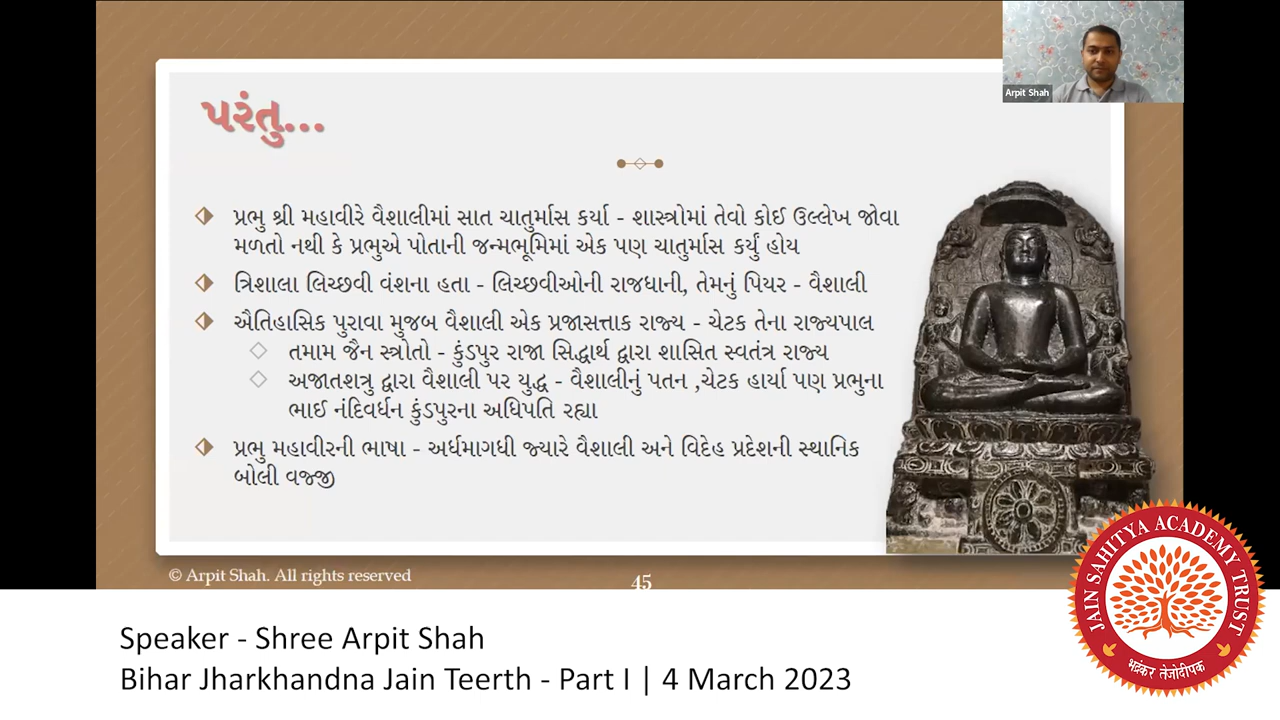 Arpit Shah
પરંતુ...
પ્રભુ શ્રી મહાવીરે વૈશાલીમાં સાત ચાતુર્માસ કર્યા - શાસ્ત્રોમાં તેવો કોઈ ઉલ્લેખ જોવા
મળતો નથી કે પ્રભુએ પોતાની જન્મભૂમિમાં એક પણ ચાતુર્માસ કર્યું હોય
ત્રિશાલા લિચ્છવી વંશના હતા - લિચ્છવીઓની રાજધાની, તેમનું પિયર - વૈશાલી
ઐતિહાસિક પુરાવા મુજબ વૈશાલી એક પ્રજાસત્તાક રાજ્ય - ચેટક તેના રાજ્યપાલ
તમામ જૈન સ્ત્રોતો - કુંડપુર રાજા સિદ્ધાર્થ દ્વારા શાસિત સ્વતંત્ર રાજ્ય
અજાતશત્રુ દ્વારા વૈશાલી પર યુદ્ધ - વૈશાલીનું પતન ,ચેટક હાર્યા પણ પ્રભુના
ભાઈ નંદિવર્ધન કુંડપુરના અધિપતિ રહ્યા
પ્રભુ મહાવીરની ભાષા - અર્ધમાગધી જ્યારે વૈશાલી અને વિદેહ પ્રદેશની સ્થાનિક
બોલી વજ્જી
© Arpit Shah. All rights reserved
45
JAIN SAHITYA ACADEMY TRUST
भद्रंकर तेजोदीपक
Speaker - Shree Arpit Shah
Bihar Jharkhandna Jain Teerth - Part I | 4 March 2023